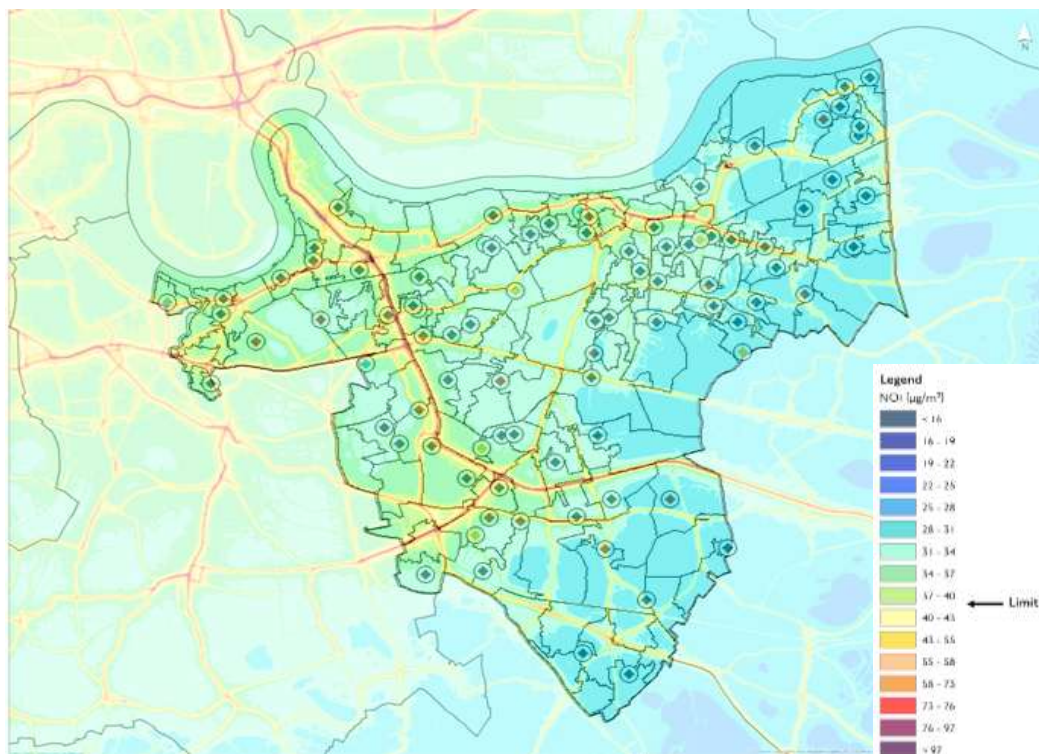 N
Legend
NO₂ (µg/m³)
< 16
16 - 19
19 - 22
22 - 25
25 - 28
28 - 31
31 - 34
34 - 37
37 - 40
40 - 43
Limit
43 - 55
55 - 58
58 - 73
73 - 76
76 - 97
> 97